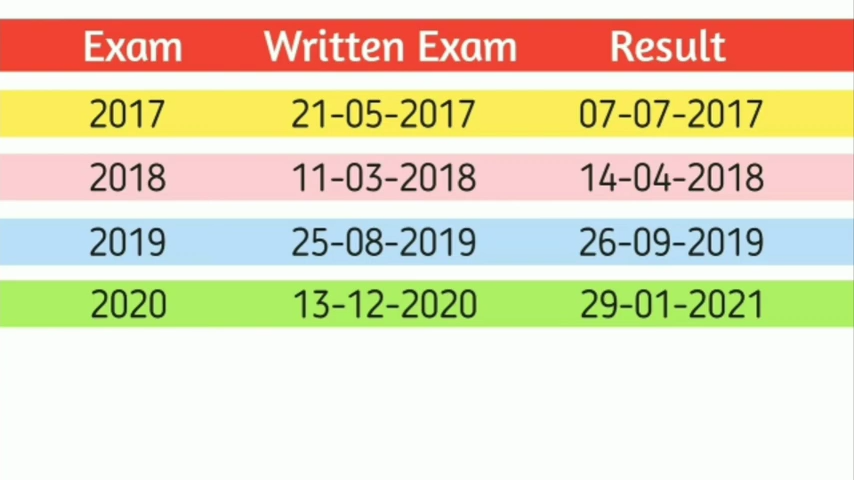 Exam Written Exam Result
2017 21-05-2017 07-07-2017
2018 11-03-2018 14-04-2018
2019 25-08-2019 26-09-2019
2020 13-12-2020 29-01-2021